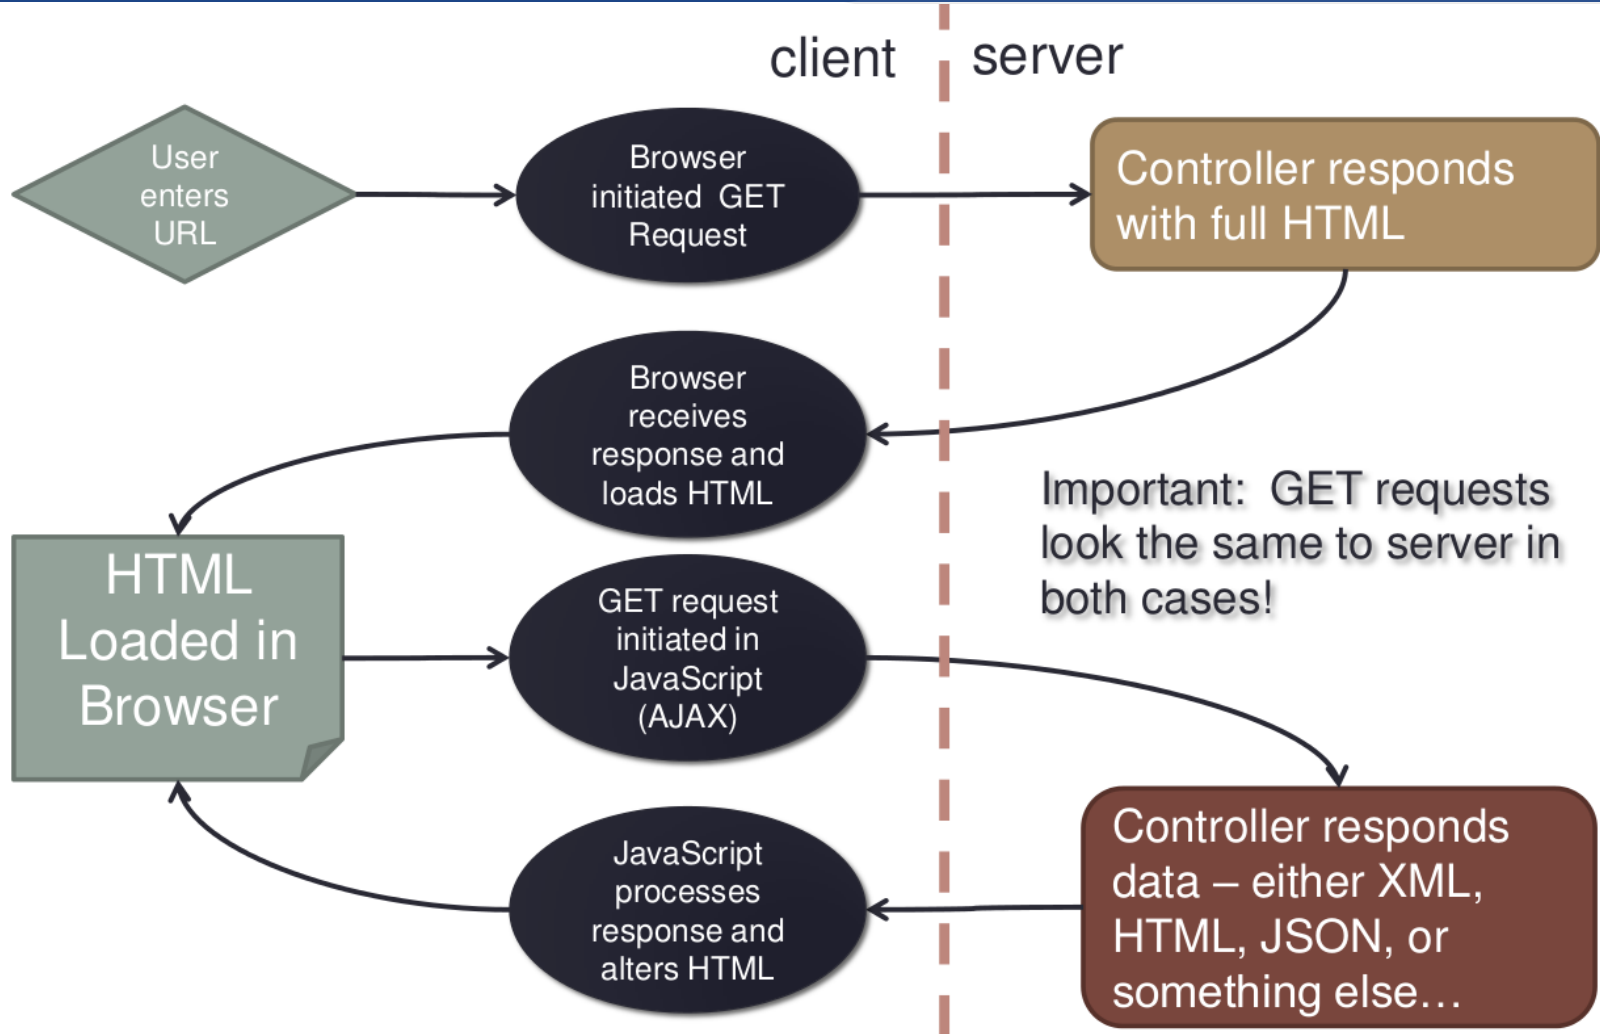 client
server
User
enters
URL
Browser
initiated  GET
Request
Controller responds
with full HTML
Browser
receives
response and
loads HTML
Important:  GET requests
look the same to server in
both cases!
HTML
Loaded in
Browser
GET request
initiated in
JavaScript
(AJAX)
JavaScript
processes
response and
alters HTML
Controller responds
data – either XML,
HTML, JSON, or
something else…